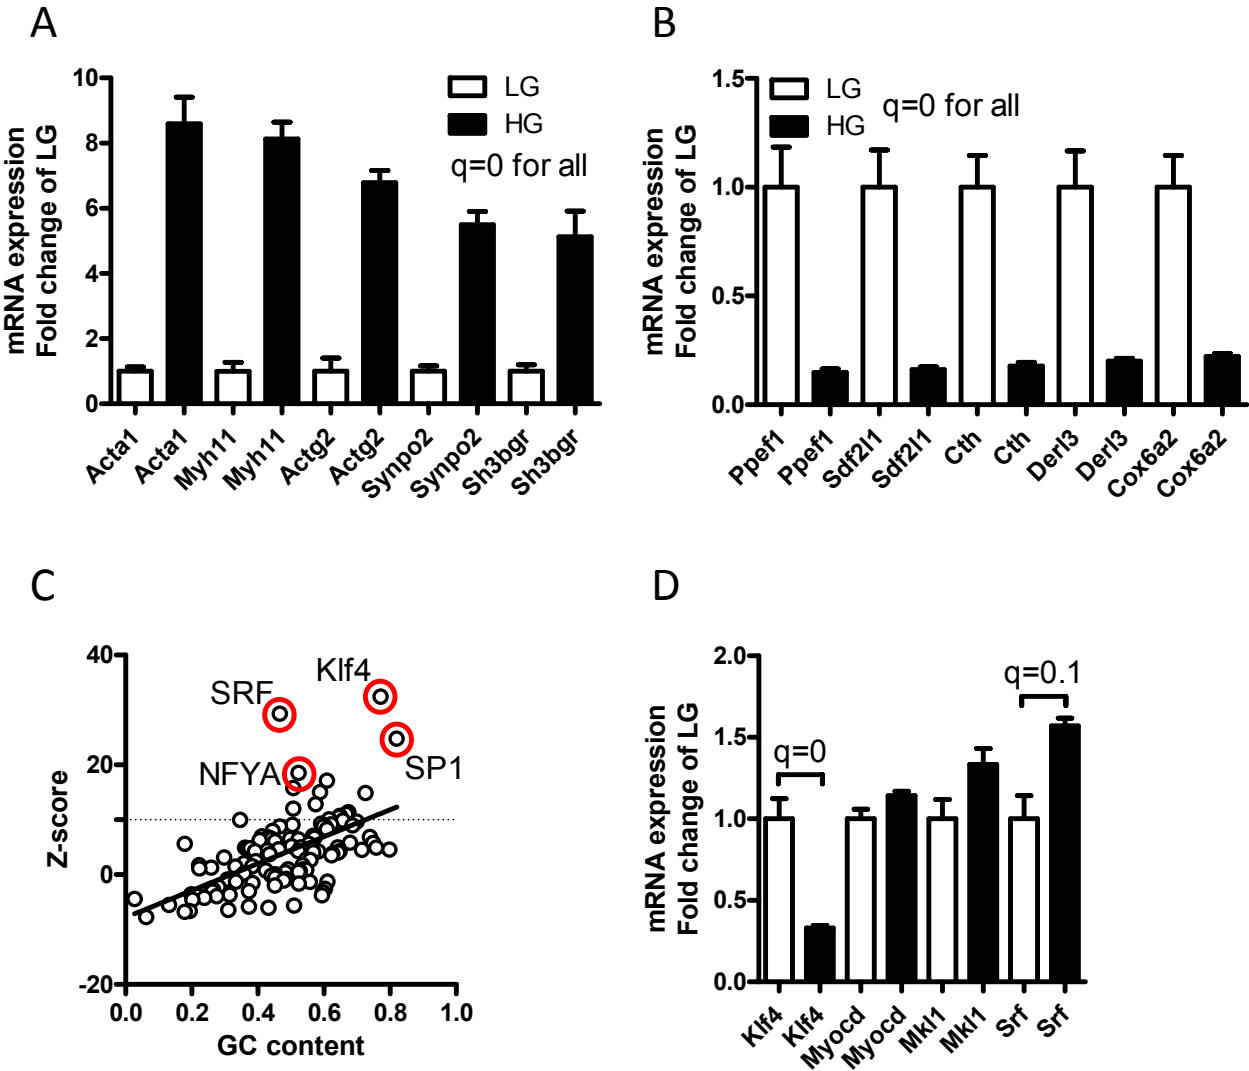 A
mRNA expression
Fold change of LG
10
8
6
4
2
0
LG
HG
q=0 for all
Acta1
Acta1
Myh11
Myh11
Actg2
Actg2
Synpo2
Synpo2
Sh3bgr
Sh3bgr
B
mRNA expression
Fold change of LG
1.5
1.0
0.5
0.0
LG
HG
q=0 for all
Ppef1
Ppef1
Sdf2l1
Sdf2l1
Cth
Cth
Derl3
Derl3
Cox6a2
Cox6a2
C
Z-score
40
20
0
-20
SRF
Klf4
NFYA
SP1
0.0
0.2
0.4
0.6
0.8
1.0
GC content
D
mRNA expression
Fold change of LG
2.0
1.5
1.0
0.5
0.0
q=0
q=0.1
Klf4
Klf4
Myocd
Myocd
Mkl1
Mkl1
Srf
Srf